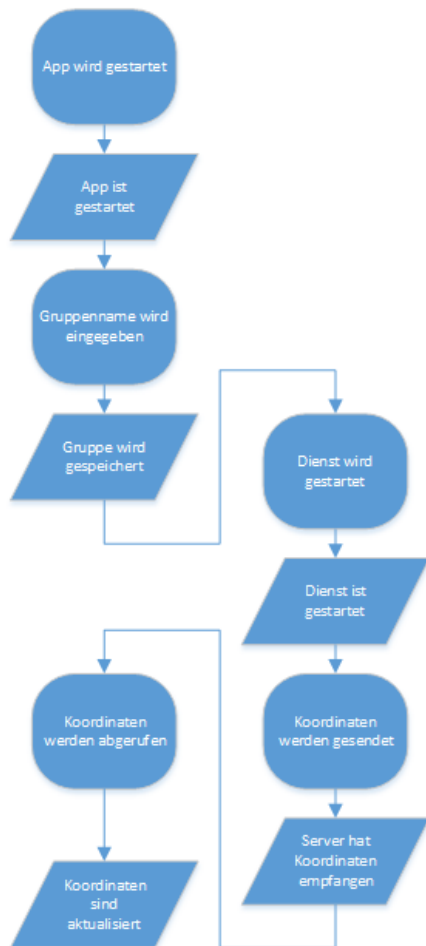 App wird gestartet
App ist
gestartet
Gruppenname wird
eingegeben
Gruppe wird
gespeichert
Dienst wird
gestartet
Dienst ist
gestartet
Koordinaten
werden gesendet
Server hat
Koordinaten
empfangen
Koordinaten
werden abgerufen
Koordinaten
sind
aktualisiert